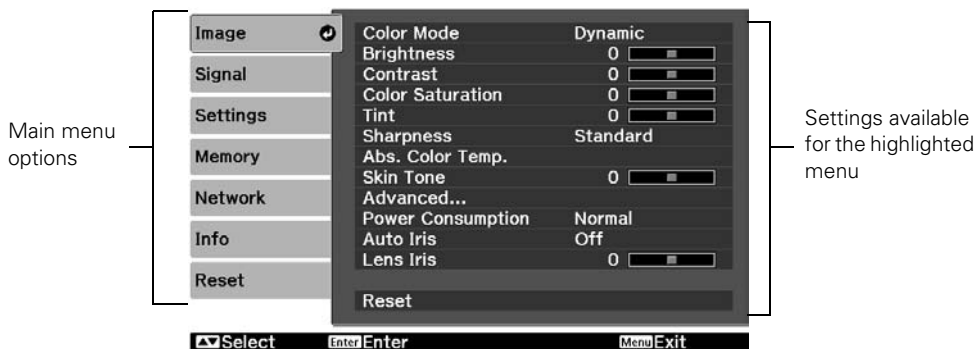 Main menu
options
Image
Signal
Settings
Memory
Network
Info
Reset
Color Mode Dynamic
Brightness 0
Contrast 0
Color Saturation 0
Tint 0
Sharpness Standard
Abs. Color Temp.
Skin Tone 0
Advanced...
Power Consumption Normal
Auto Iris Off
Lens Iris 0
Reset
Settings available
for the highlighted
menu
Select Enter Enter Menu Exit